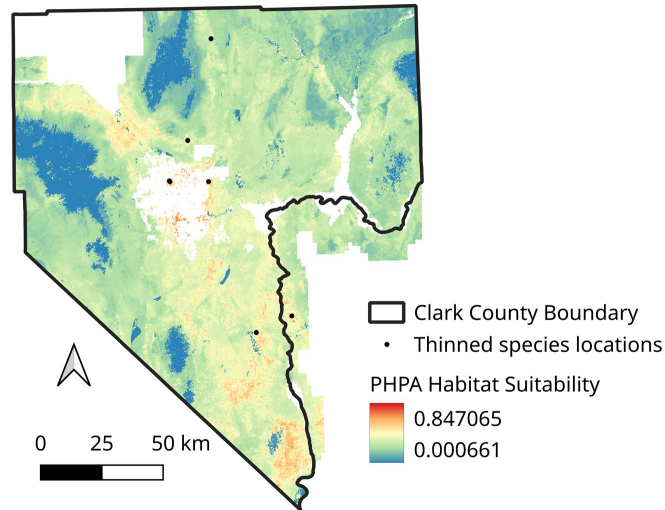 Clark County Boundary
Thinned species locations
PHPA Habitat Suitability
0.847065
0.000661
0 25 50 km